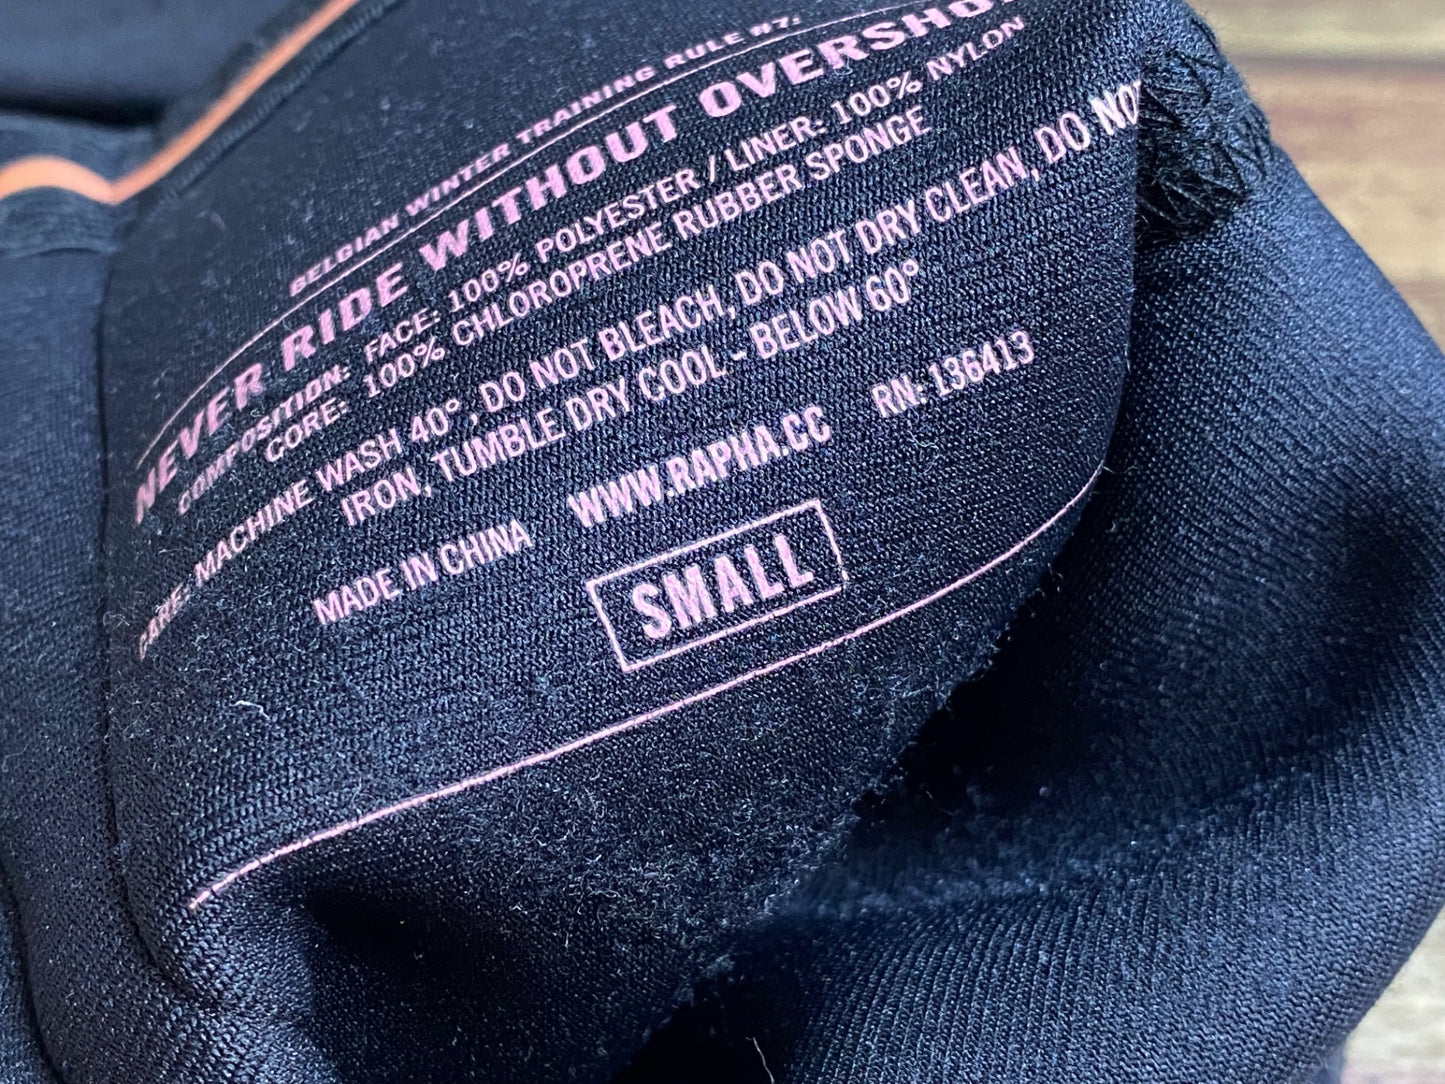 BELGIAN WINTER TRAINING RULE #7:
NEVER RIDE WITHOUT OVERSHO
COMPOSITION: FACE: 100% POLYESTER / LINER: 100% NYLON
CORE: 100% CHLOROPRENE RUBBER SPONGE
CARE: MACHINE WASH 40°, DO NOT BLEACH, DO NOT DRY CLEAN, DO NOT
IRON, TUMBLE DRY COOL - BELOW 60°
MADE IN CHINA WWW.RAPHA.CC RN: 136413
SMALL